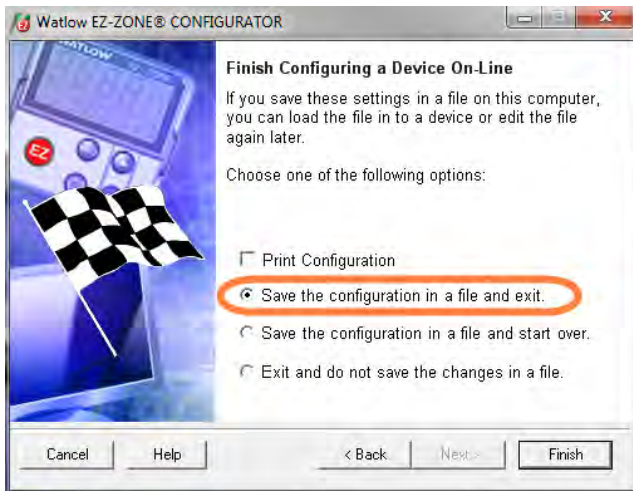 Watlow EZ-ZONE® CONFIGURATOR
WATLOW
EZ
Finish Configuring a Device On-Line
If you save these settings in a file on this computer,
you can load the file in to a device or edit the file
again later.
Choose one of the following options:
Print Configuration
Save the configuration in a file and exit.
Save the configuration in a file and start over.
Exit and do not save the changes in a file.
Cancel
Help
< Back
Next >
Finish